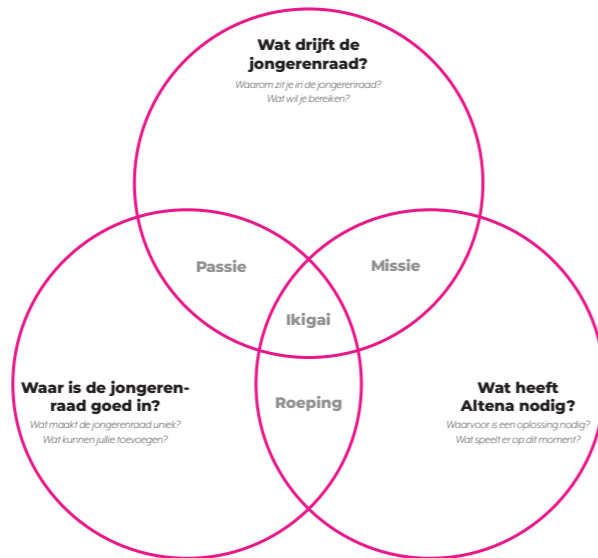 Wat drijft de
jongerenraad?
Waarom zit je in de jongerenraad?
Wat wil je bereiken?
Passie
Missie
Ikigai
Waar is de jongeren-
raad goed in?
Wat maakt de jongerenraad uniek?
Wat kunnen jullie toevoegen?
Roeping
Wat heeft
Altena nodig?
Waarvoor is een oplossing nodig?
Wat speelt er op dit moment?